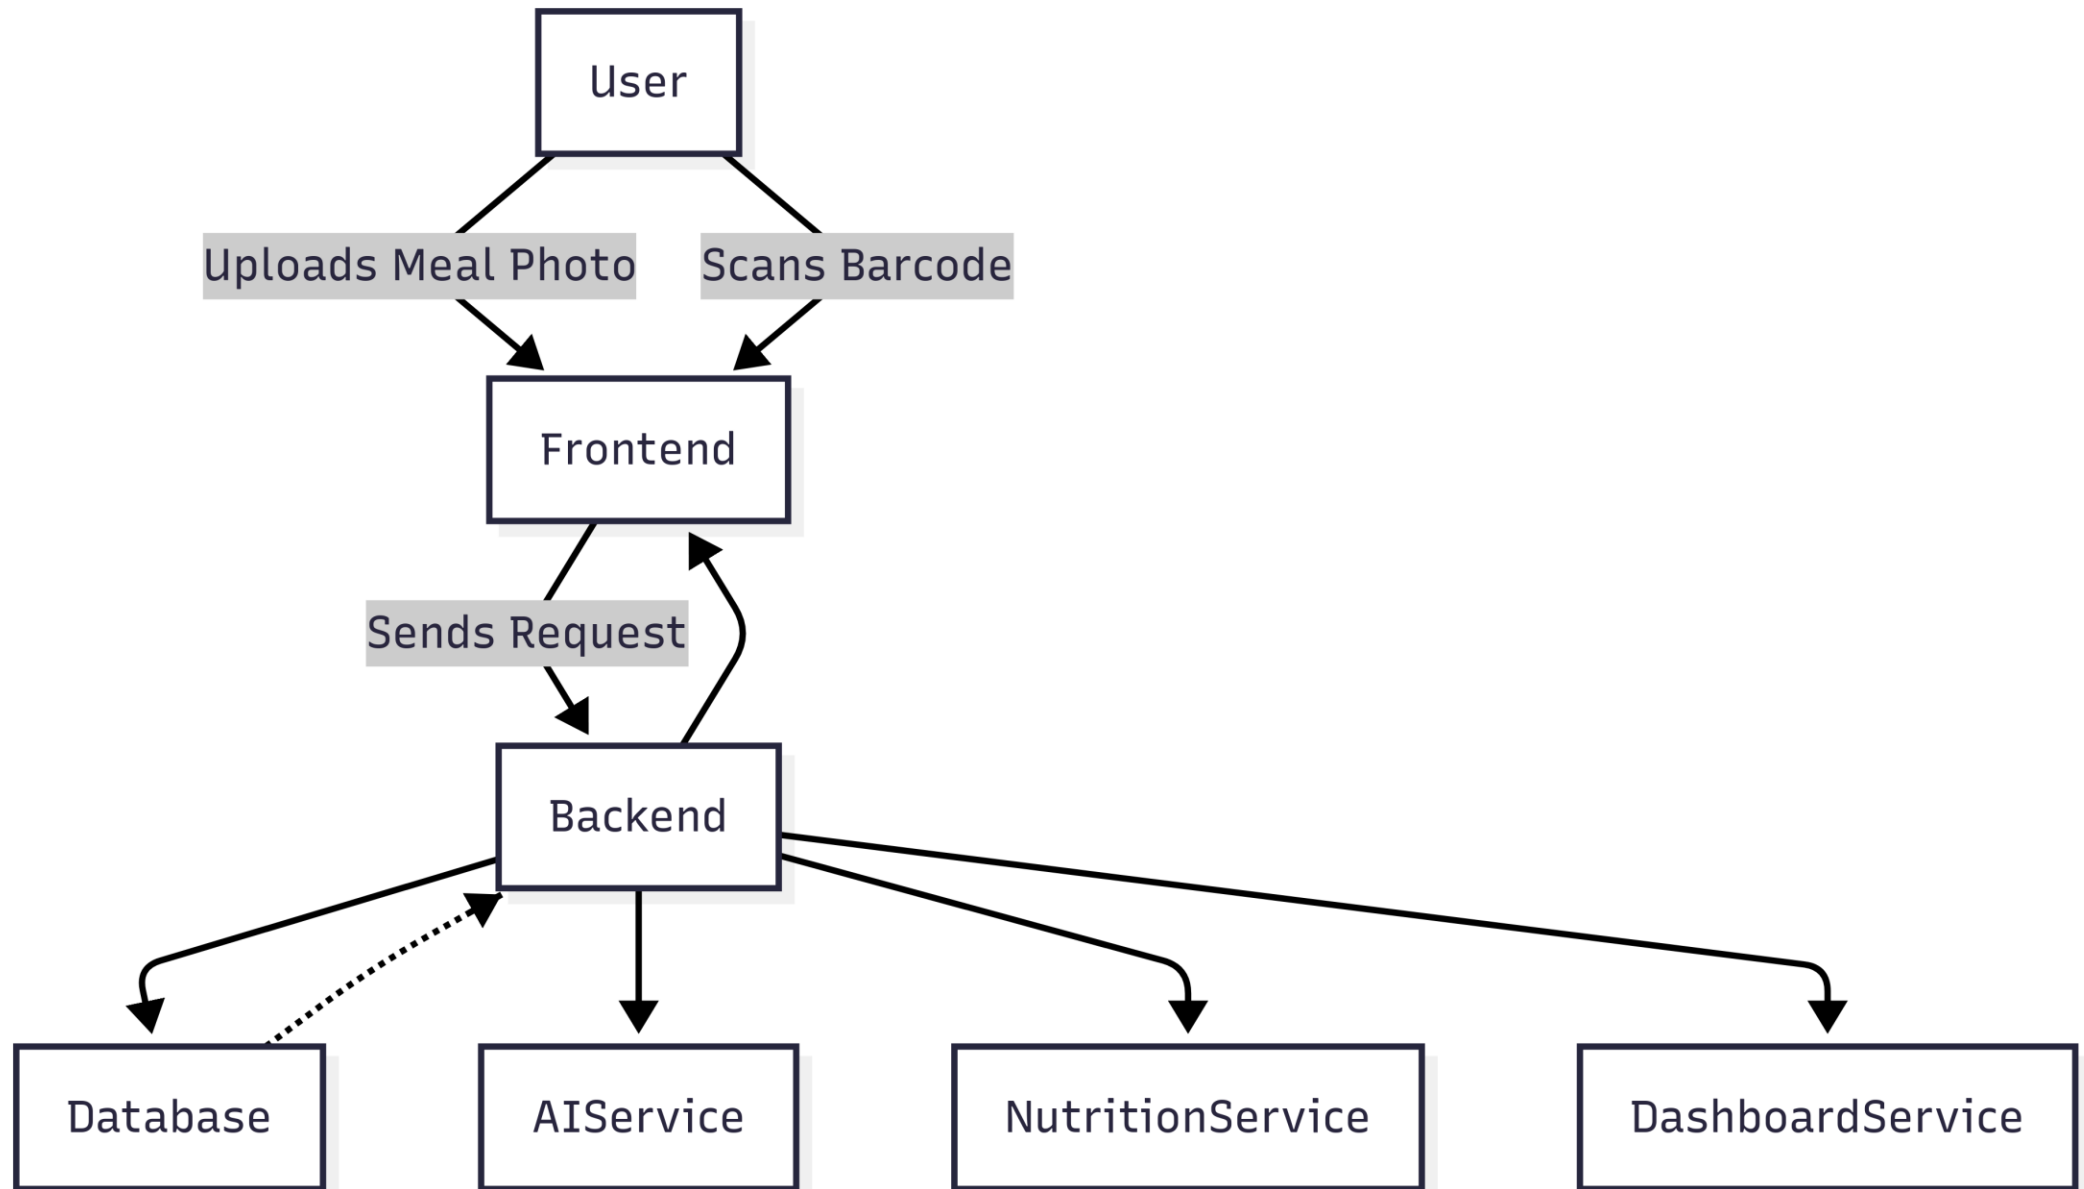 User
Uploads Meal Photo
Scans Barcode
Frontend
Sends Request
Backend
Database
AIService
NutritionService
DashboardService